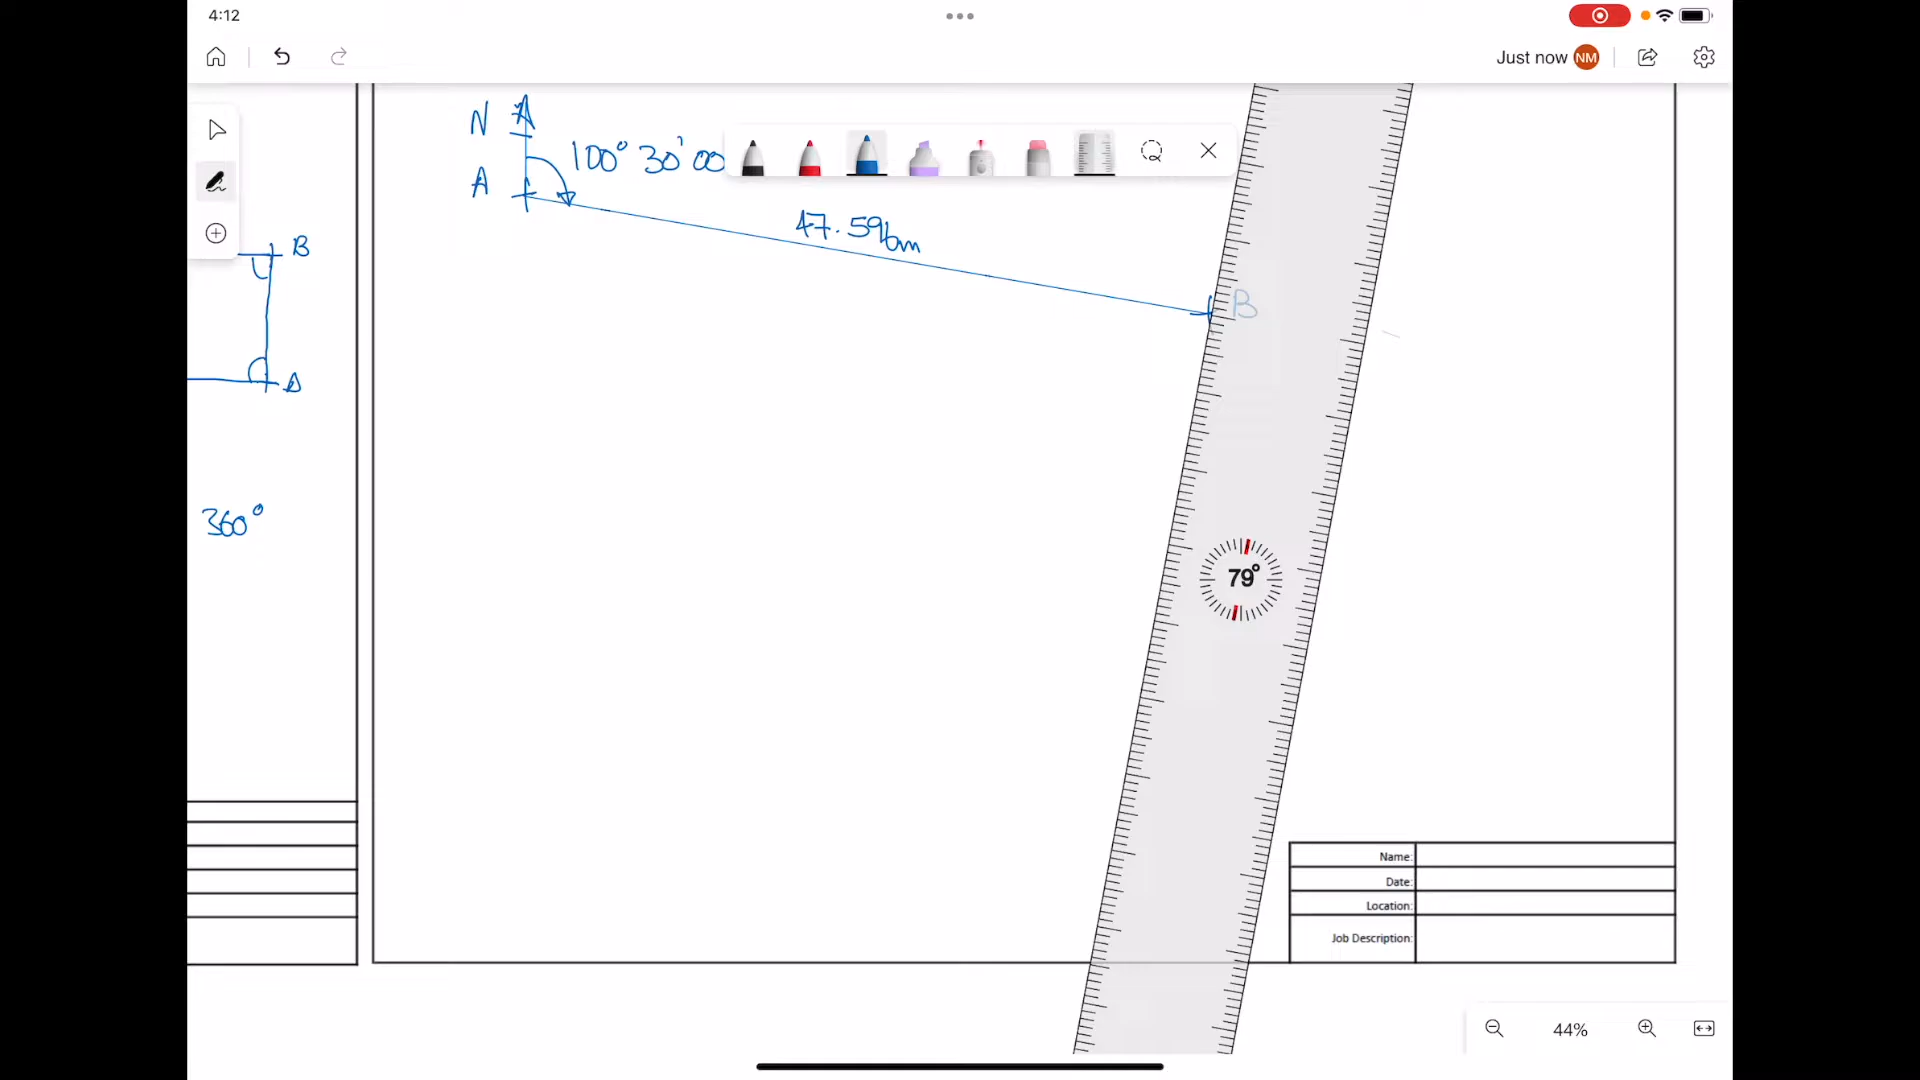 4:12
Just now NM
N
100° 30' 00
A
47.596m
B
B
A
79°
360°
Name:
Date:
Location:
Job Description:
44%